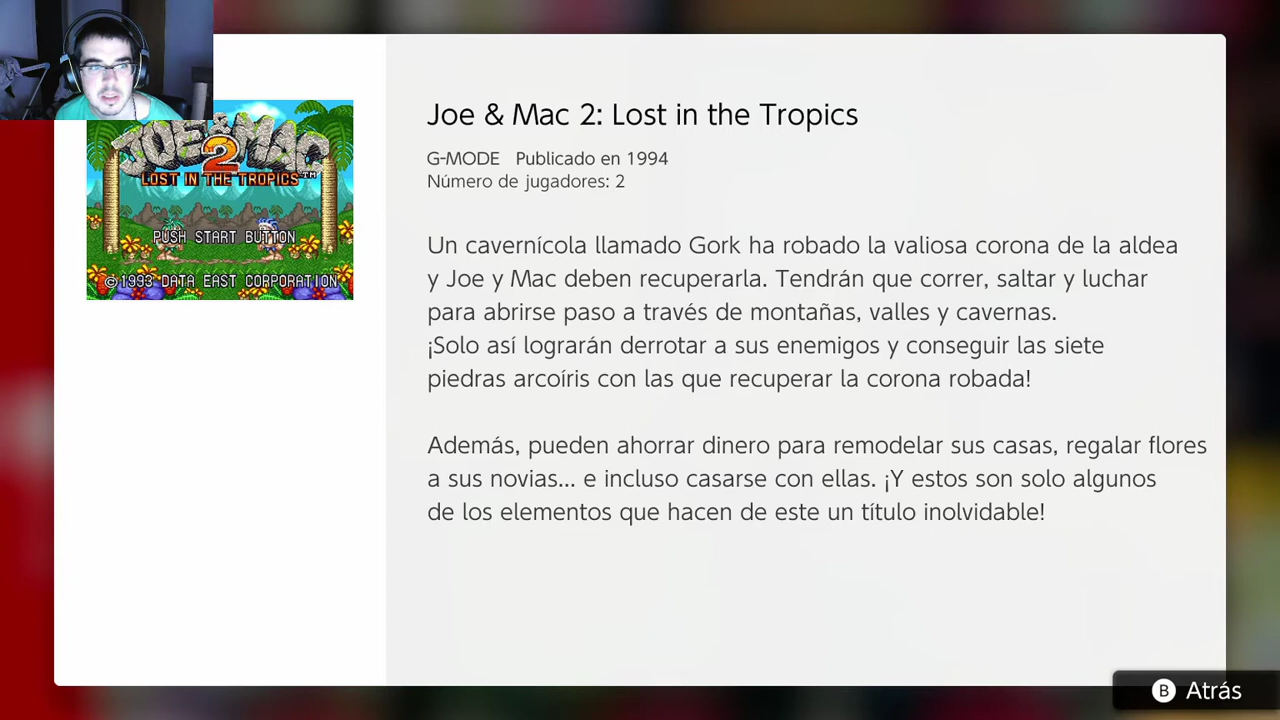 JOE & MAC
2
LOST IN THE TROPICS™
PUSH START BUTTON
©1993 DATA EAST CORPORATION
Joe & Mac 2: Lost in the Tropics
G-MODE Publicado en 1994
Número de jugadores: 2
Un cavernícola llamado Gork ha robado la valiosa corona de la aldea
y Joe y Mac deben recuperarla. Tendrán que correr, saltar y luchar
para abrirse paso a través de montañas, valles y cavernas.
¡Solo así lograrán derrotar a sus enemigos y conseguir las siete
piedras arcoíris con las que recuperar la corona robada!
Además, pueden ahorrar dinero para remodelar sus casas, regalar flores
a sus novias... e incluso casarse con ellas. ¡Y estos son solo algunos
de los elementos que hacen de este un título inolvidable!
B Atrás